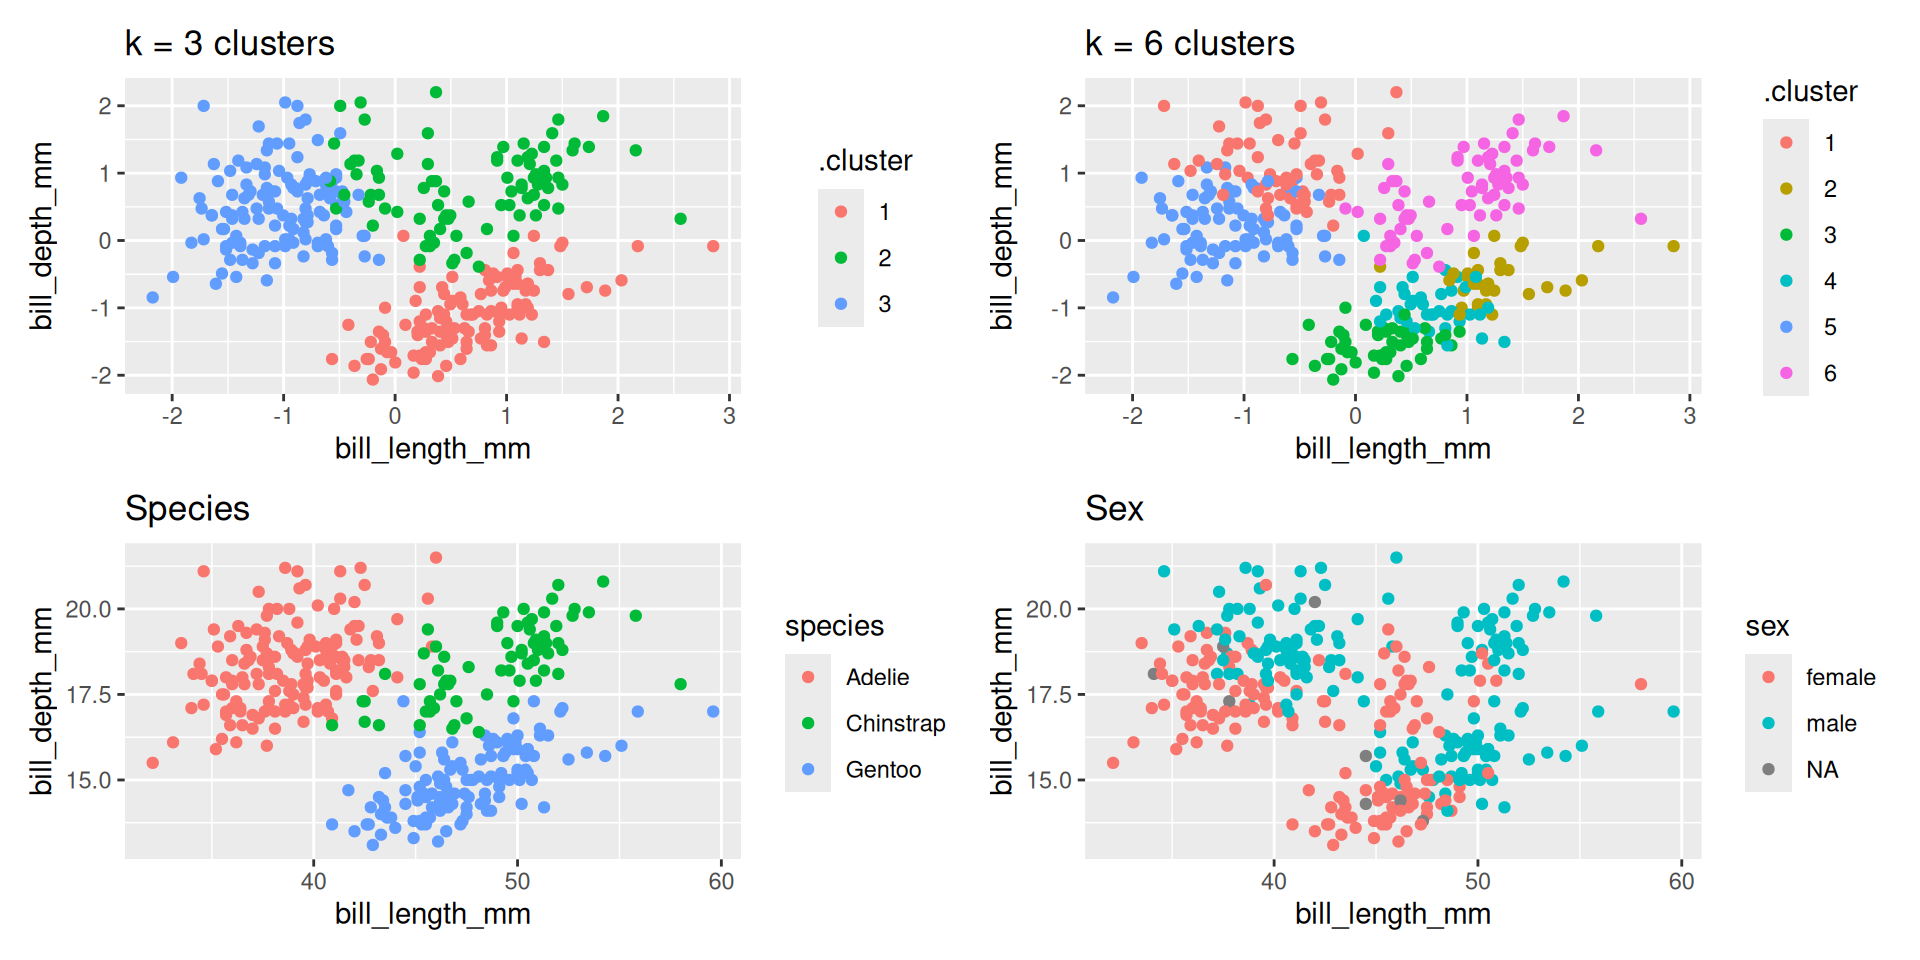 k = 3 clusters
2
1
0
-1
-2
bill_depth_mm
-2 -1 0 1 2 3
bill_length_mm
.cluster
1
2
3
k = 6 clusters
2
1
0
-1
-2
bill_depth_mm
-2 -1 0 1 2 3
bill_length_mm
.cluster
1
2
3
4
5
6
Species
20.0
17.5
15.0
bill_depth_mm
40 50 60
bill_length_mm
species
Adelie
Chinstrap
Gentoo
Sex
20.0
17.5
15.0
bill_depth_mm
40 50 60
bill_length_mm
sex
female
male
NA